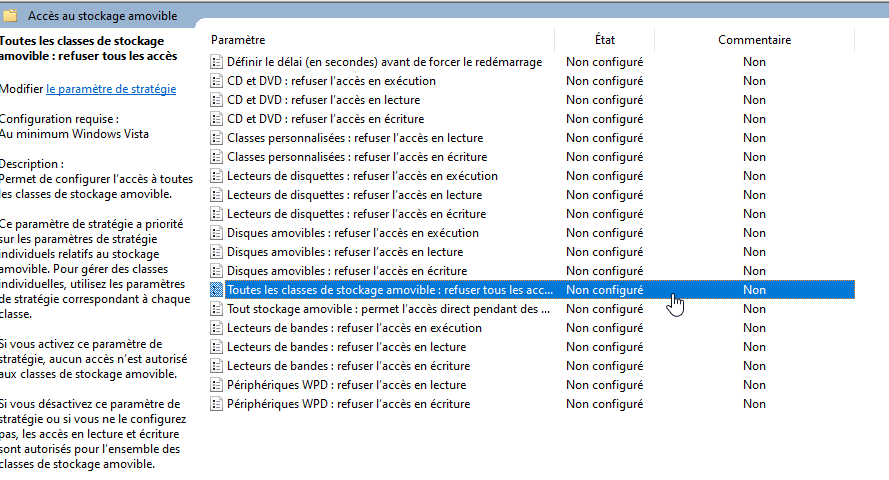 Accès au stockage amovible
Toutes les classes de stockage
amovible : refuser tous les accès
Modifier le paramètre de stratégie
Configuration requise :
Au minimum Windows Vista
Description :
Permet de configurer l'accès à toutes
les classes de stockage amovible.
Ce paramètre de stratégie a priorité
sur les paramètres de stratégie
individuels relatifs au stockage
amovible. Pour gérer des classes
individuelles, utilisez les paramètres
de stratégie correspondant à chaque
classe.
Si vous activez ce paramètre de
stratégie, aucun accès n'est autorisé
aux classes de stockage amovible.
Si vous désactivez ce paramètre de
stratégie ou si vous ne le configurez
pas, les accès en lecture et écriture
sont autorisés pour l'ensemble des
classes de stockage amovible.
Paramètre État Commentaire
Définir le délai (en secondes) avant de forcer le redémarrage Non configuré Non
CD et DVD : refuser l'accès en exécution Non configuré Non
CD et DVD : refuser l'accès en lecture Non configuré Non
CD et DVD : refuser l'accès en écriture Non configuré Non
Classes personnalisées : refuser l'accès en lecture Non configuré Non
Classes personnalisées : refuser l'accès en écriture Non configuré Non
Lecteurs de disquettes : refuser l'accès en exécution Non configuré Non
Lecteurs de disquettes : refuser l'accès en lecture Non configuré Non
Lecteurs de disquettes : refuser l'accès en écriture Non configuré Non
Disques amovibles : refuser l'accès en exécution Non configuré Non
Disques amovibles : refuser l'accès en lecture Non configuré Non
Disques amovibles : refuser l'accès en écriture Non configuré Non
Toutes les classes de stockage amovible : refuser tous les acc... Non configuré Non
Tout stockage amovible : permet l'accès direct pendant des ... Non configuré Non
Lecteurs de bandes : refuser l'accès en exécution Non configuré Non
Lecteurs de bandes : refuser l'accès en lecture Non configuré Non
Lecteurs de bandes : refuser l'accès en écriture Non configuré Non
Périphériques WPD : refuser l'accès en lecture Non configuré Non
Périphériques WPD : refuser l'accès en écriture Non configuré Non